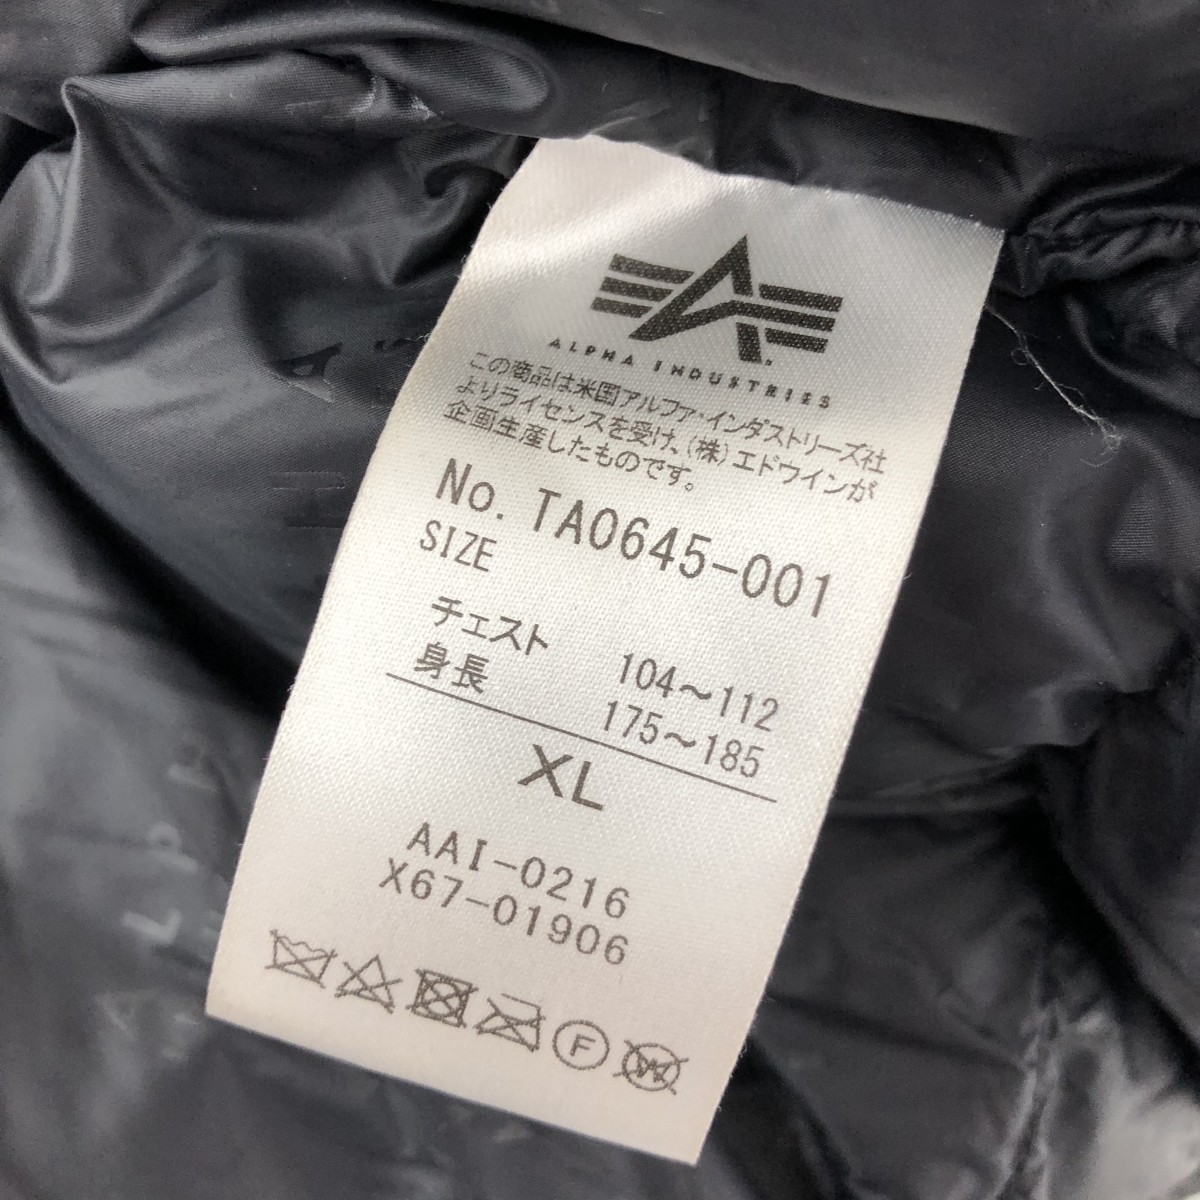 ALPHA INDUSTRIES
この商品は米国アルファ・インダストリーズ社
よりライセンスを受け、(株)エドウインが
企画生産したものです。
No. TA0645-001
SIZE
チェスト 104～112
身長 175～185
XL
AAI-0216
X67-01906
F
W